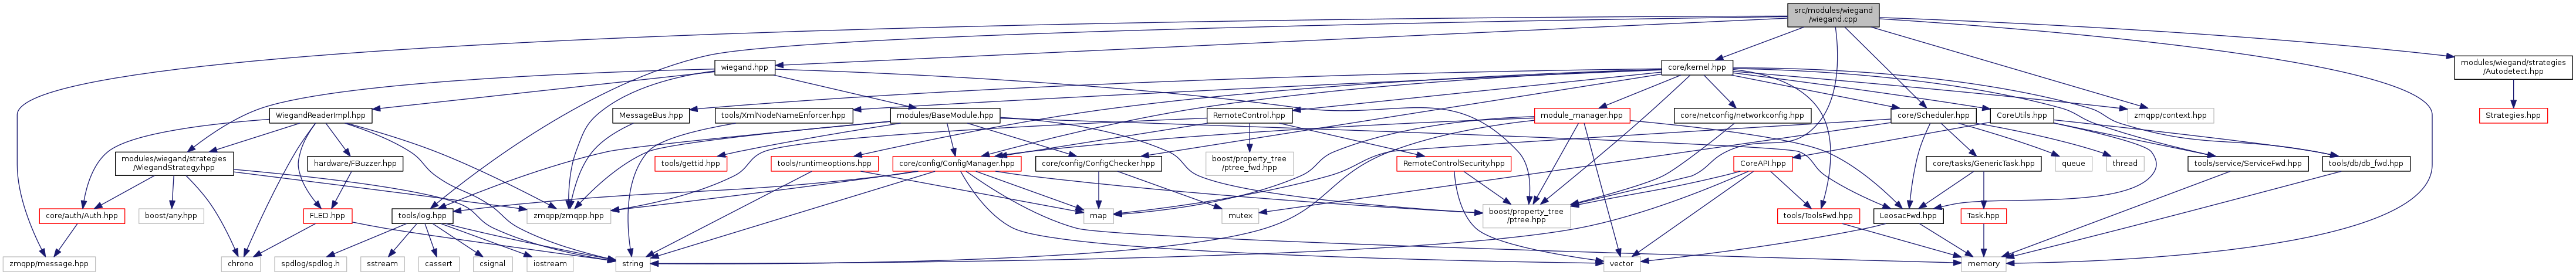 src/modules/wiegand
/wiegand.cpp
wiegand.hpp
core/kernel.hpp
modules/wiegand/strategies
/Autodetect.hpp
WiegandReaderImpl.hpp
MessageBus.hpp
tools/XmlNodeNameEnforcer.hpp
modules/BaseModule.hpp
RemoteControl.hpp
module_manager.hpp
core/netconfig/networkconfig.hpp
core/Scheduler.hpp
CoreUtils.hpp
zmqpp/context.hpp
Strategies.hpp
modules/wiegand/strategies
/WiegandStrategy.hpp
hardware/FBuzzer.hpp
tools/gettid.hpp
tools/runtimeoptions.hpp
core/config/ConfigManager.hpp
core/config/ConfigChecker.hpp
boost/property_tree
/ptree_fwd.hpp
RemoteControlSecurity.hpp
CoreAPI.hpp
core/tasks/GenericTask.hpp
queue
thread
tools/service/ServiceFwd.hpp
tools/db/db_fwd.hpp
core/auth/Auth.hpp
boost/any.hpp
FLED.hpp
tools/log.hpp
zmqpp/zmqpp.hpp
map
mutex
boost/property_tree
/ptree.hpp
tools/ToolsFwd.hpp
LeosacFwd.hpp
Task.hpp
zmqpp/message.hpp
chrono
spdlog/spdlog.h
sstream
cassert
csignal
iostream
string
vector
memory